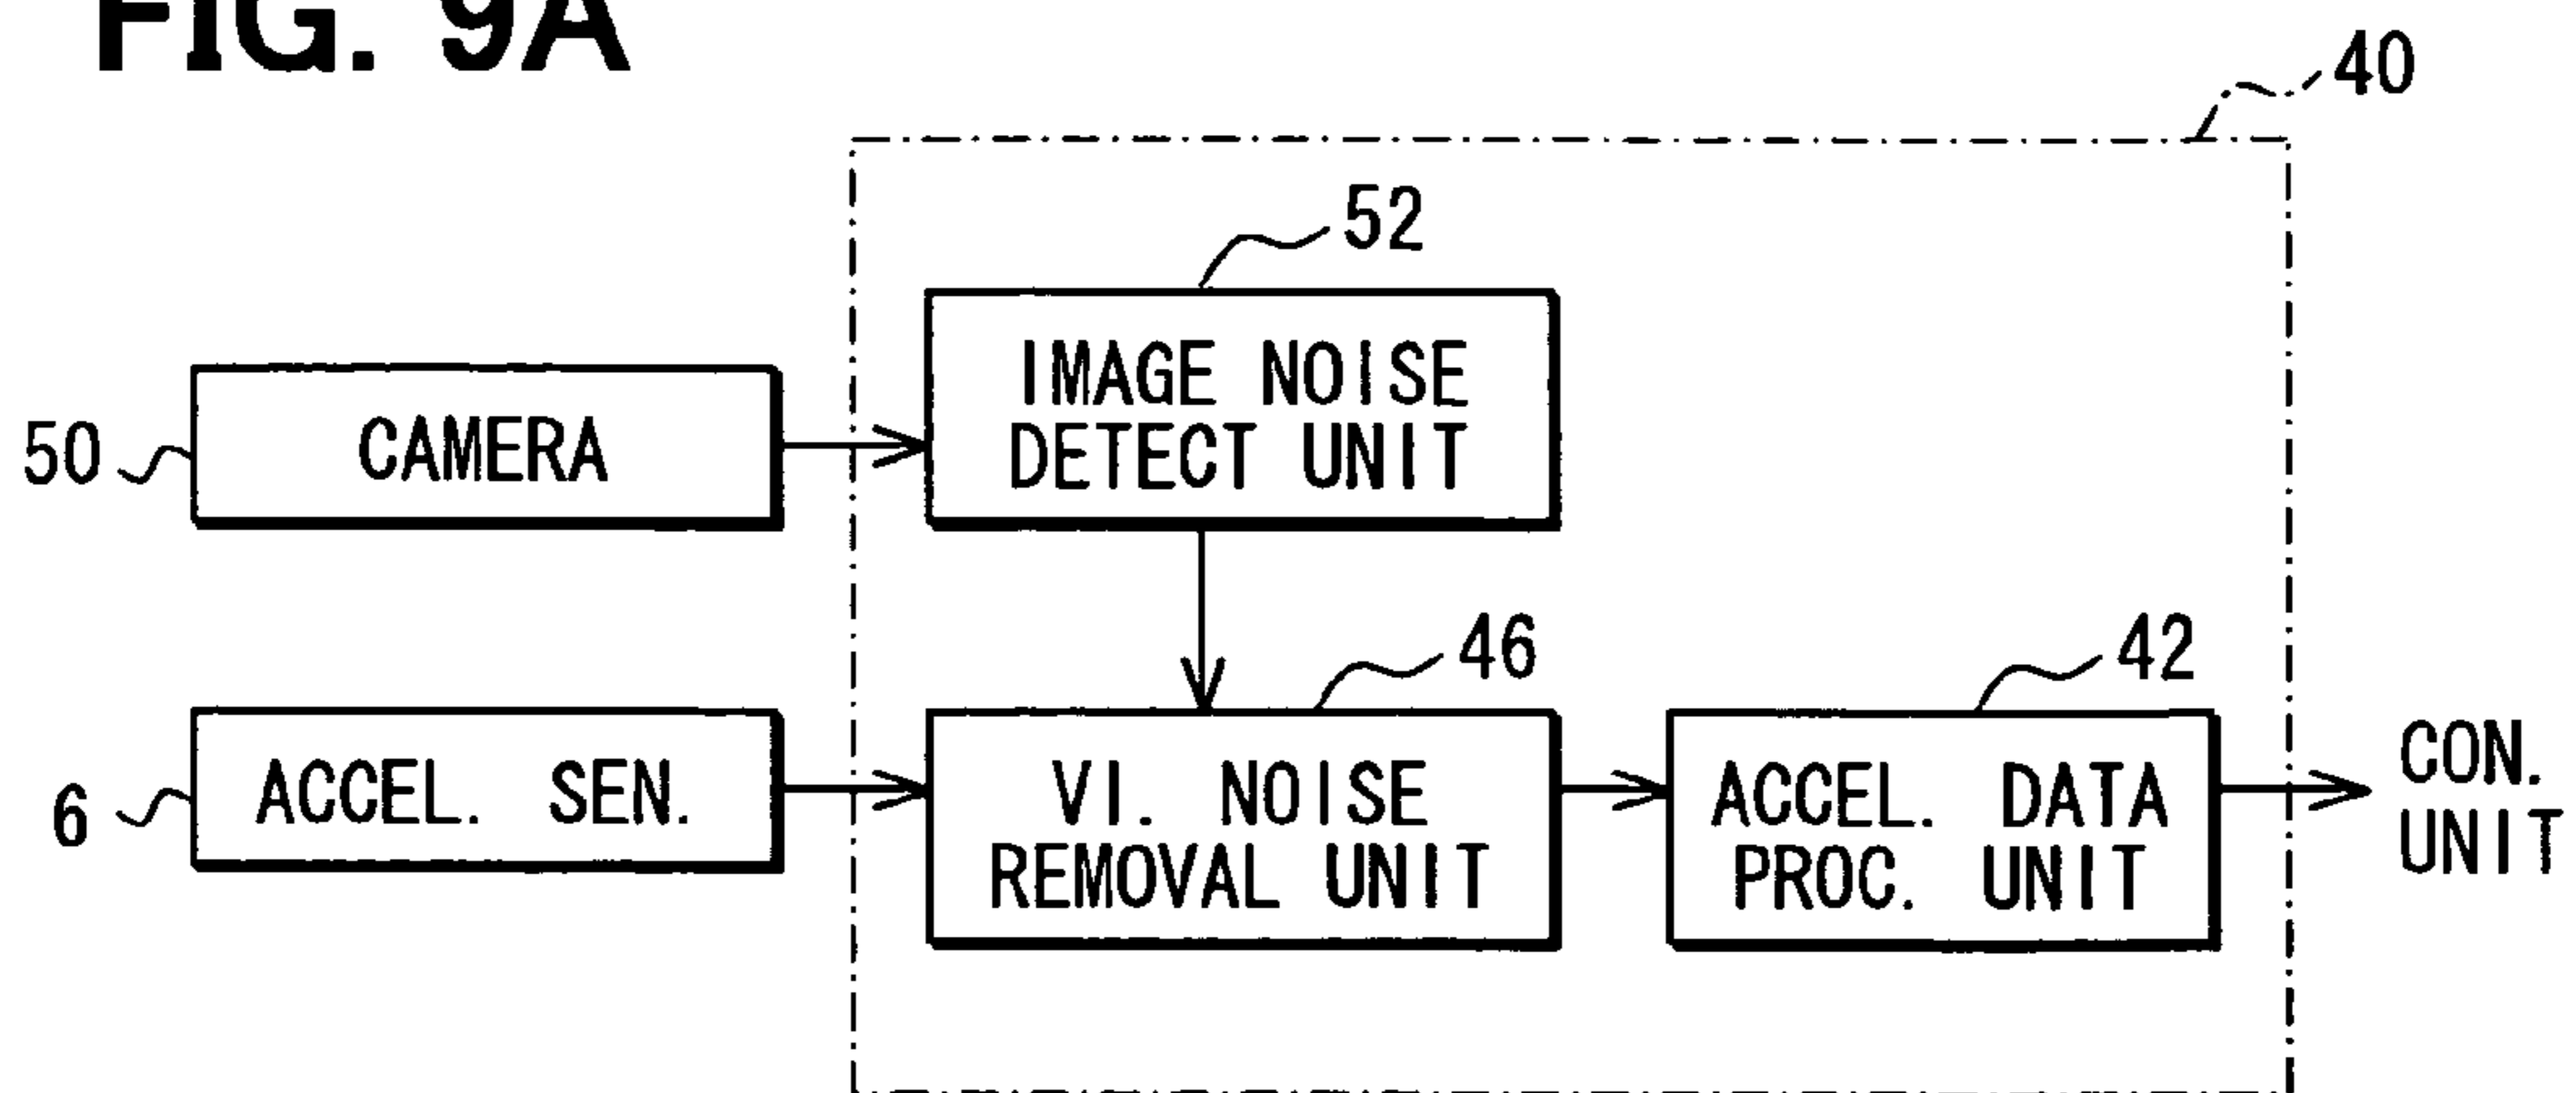 FIG. 9A
40
52
IMAGE NOISE
DETECT UNIT
50
CAMERA
46
42
6
ACCEL. SEN.
VI. NOISE
REMOVAL UNIT
ACCEL. DATA
PROC. UNIT
CON.
UNIT